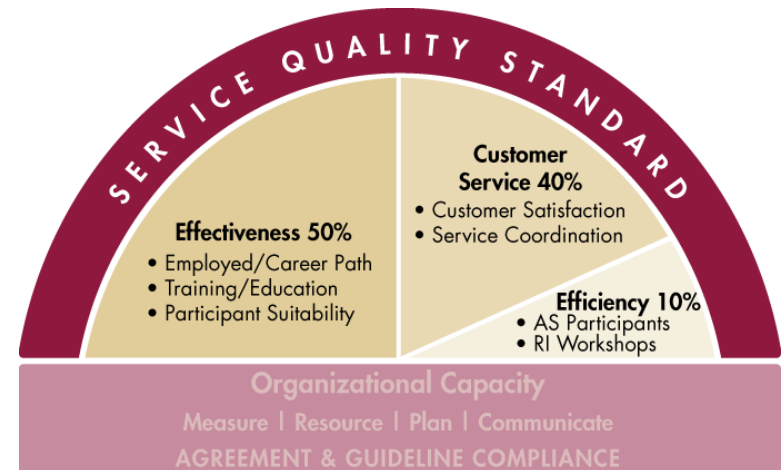 SERVICE QUALITY STANDARD
Customer
Service 40%
• Customer Satisfaction
• Service Coordination
Effectiveness 50%
• Employed/Career Path
• Training/Education
• Participant Suitability
Efficiency 10%
• AS Participants
• RI Workshops
Organizational Capacity
Measure | Resource | Plan | Communicate
AGREEMENT & GUIDELINE COMPLIANCE